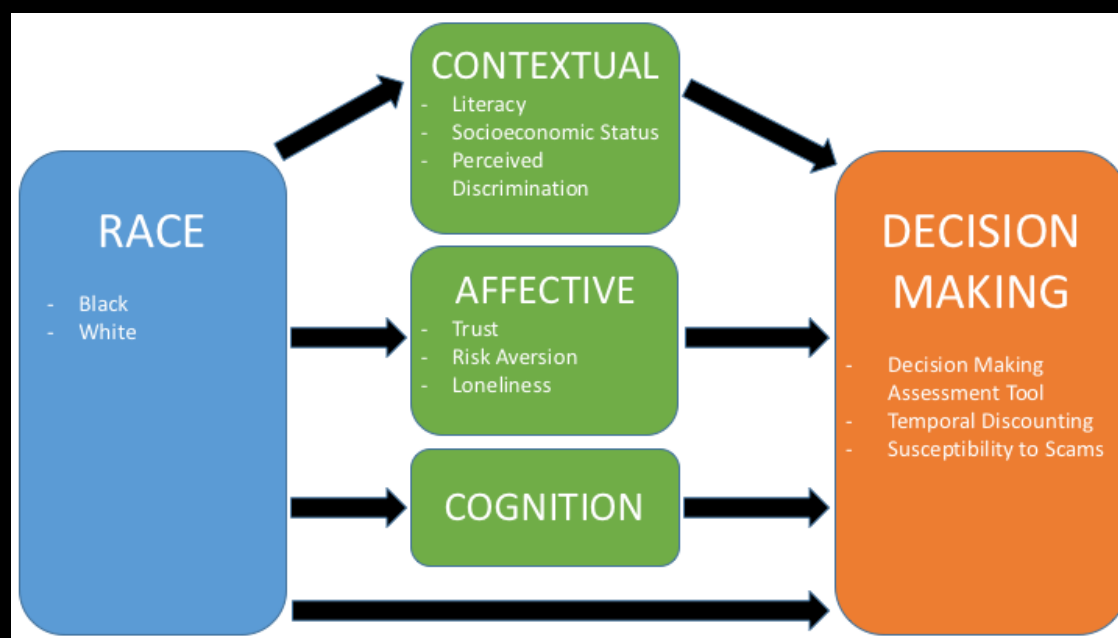 RACE
- Black
- White
CONTEXTUAL
- Literacy
- Socioeconomic Status
- Perceived
Discrimination
AFFECTIVE
- Trust
- Risk Aversion
- Loneliness
COGNITION
DECISION
MAKING
- Decision Making
Assessment Tool
- Temporal Discounting
- Susceptibility to Scams